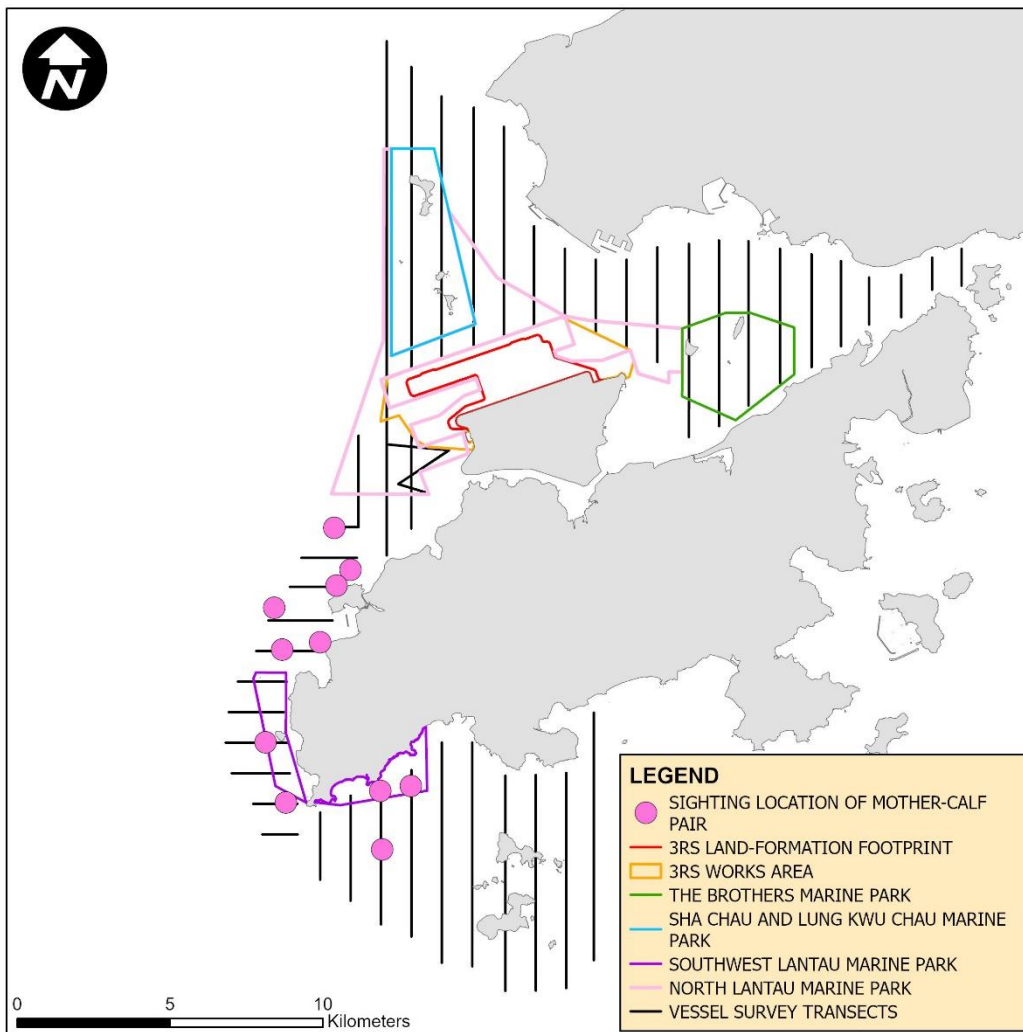 N
LEGEND
SIGHTING LOCATION OF MOTHER-CALF
PAIR
3RS LAND-FORMATION FOOTPRINT
3RS WORKS AREA
THE BROTHERS MARINE PARK
SHA CHAU AND LUNG KWU CHAU MARINE
PARK
SOUTHWEST LANTAU MARINE PARK
NORTH LANTAU MARINE PARK
VESSEL SURVEY TRANSECTS
0 5 10
Kilometers